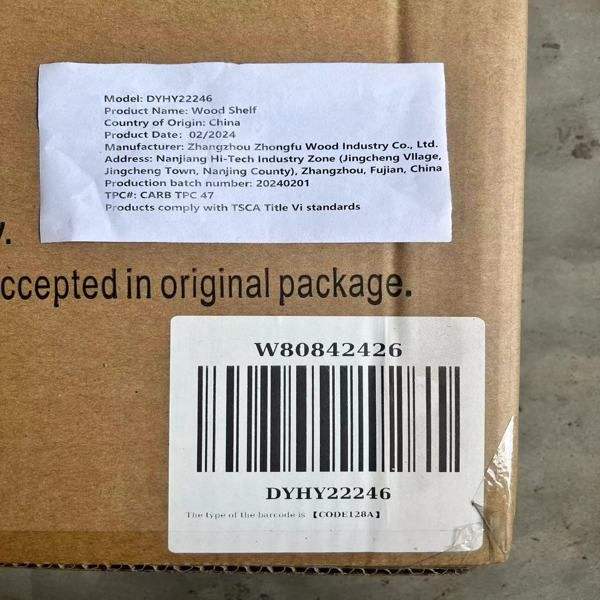 Model: DYHY22246
Product Name: Wood Shelf
Country of Origin: China
Product Date: 02/2024
Manufacturer: Zhangzhou Zhongfu Wood Industry Co., Ltd.
Address: Nanjiang Hi-Tech Industry Zone (Jingcheng VIlage,
Jingcheng Town, Nanjing County), Zhangzhou, Fujian, China
Production batch number: 20240201
TPC#: CARB TPC 47
Products comply with TSCA Title Vi standards
y.
ccepted in original package.
W80842426
DYHY22246
The type of the barcode is 【CODE128A】